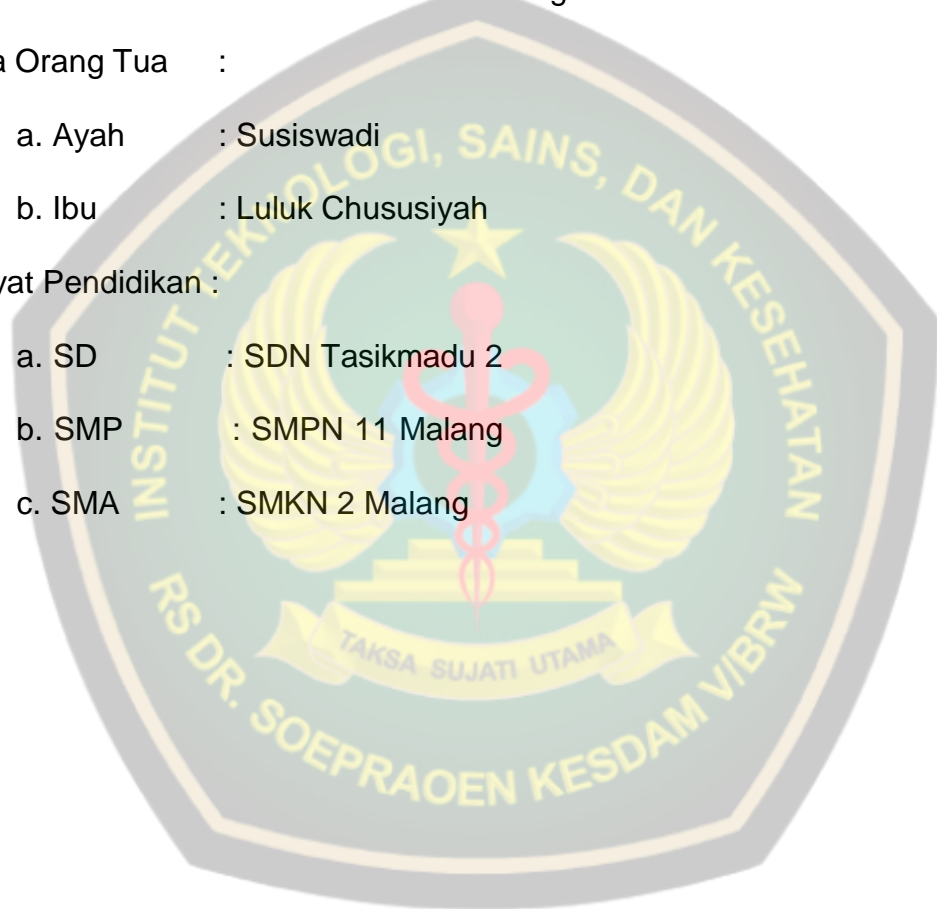 a Orang Tua :
a. Ayah : Susiswadi
b. Ibu : Luluk Chususiyah
yat Pendidikan :
a. SD : SDN Tasikmadu 2
b. SMP : SMPN 11 Malang
c. SMA : SMKN 2 Malang
INSTITUT TEKNOLOGI, SAINS, DAN KESEHATAN
TAKSA SUJATI UTAMA
RS DR. SOEPRAOEN KESDAM V/BRW